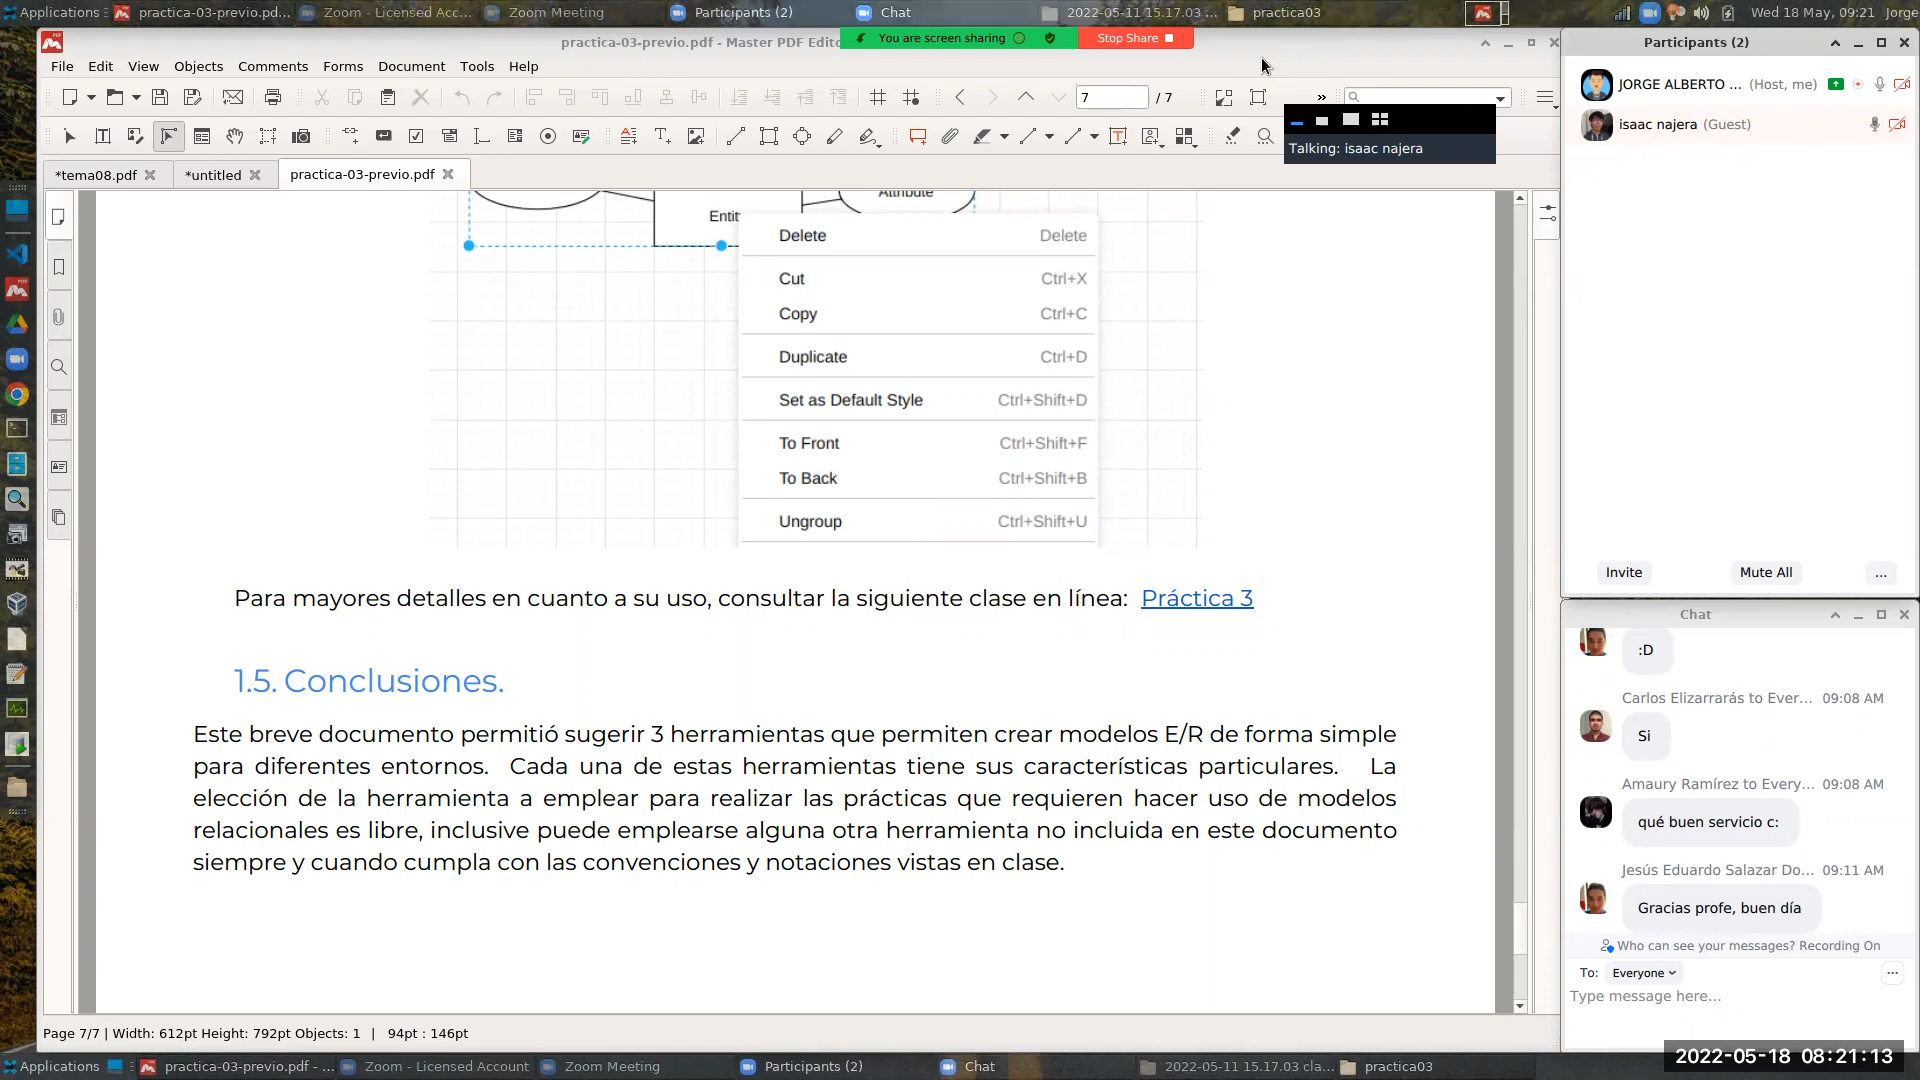 Applications
practica-03-previo.pd...
Zoom - Licensed Acc...
Zoom Meeting
Participants (2)
Chat
2022-05-11 15.17.03 ...
practica03
Wed 18 May, 09:21
Jorge
practica-03-previo.pdf - Master PDF Edito
You are screen sharing
Stop Share
File Edit View Objects Comments Forms Document Tools Help
7 / 7
Talking: isaac najera
*tema08.pdf
*untitled
practica-03-previo.pdf
Attribute
Entit
Delete Delete
Cut Ctrl+X
Copy Ctrl+C
Duplicate Ctrl+D
Set as Default Style Ctrl+Shift+D
To Front Ctrl+Shift+F
To Back Ctrl+Shift+B
Ungroup Ctrl+Shift+U
Para mayores detalles en cuanto a su uso, consultar la siguiente clase en línea: Práctica 3
1.5. Conclusiones.
Este breve documento permitió sugerir 3 herramientas que permiten crear modelos E/R de forma simple
para diferentes entornos. Cada una de estas herramientas tiene sus características particulares. La
elección de la herramienta a emplear para realizar las prácticas que requieren hacer uso de modelos
relacionales es libre, inclusive puede emplearse alguna otra herramienta no incluida en este documento
siempre y cuando cumpla con las convenciones y notaciones vistas en clase.
Page 7/7 | Width: 612pt Height: 792pt Objects: 1 | 94pt : 146pt
Participants (2)
JORGE ALBERTO ... (Host, me)
isaac najera (Guest)
Invite
Mute All
...
Chat
:D
Carlos Elizarrarás to Ever... 09:08 AM
Si
Amaury Ramírez to Every... 09:08 AM
qué buen servicio c:
Jesús Eduardo Salazar Do... 09:11 AM
Gracias profe, buen día
Who can see your messages? Recording On
To: Everyone
...
Type message here...
Applications
practica-03-previo.pdf - ...
Zoom - Licensed Account
Zoom Meeting
Participants (2)
Chat
2022-05-11 15.17.03 cla...
practica03
2022-05-18 08:21:13